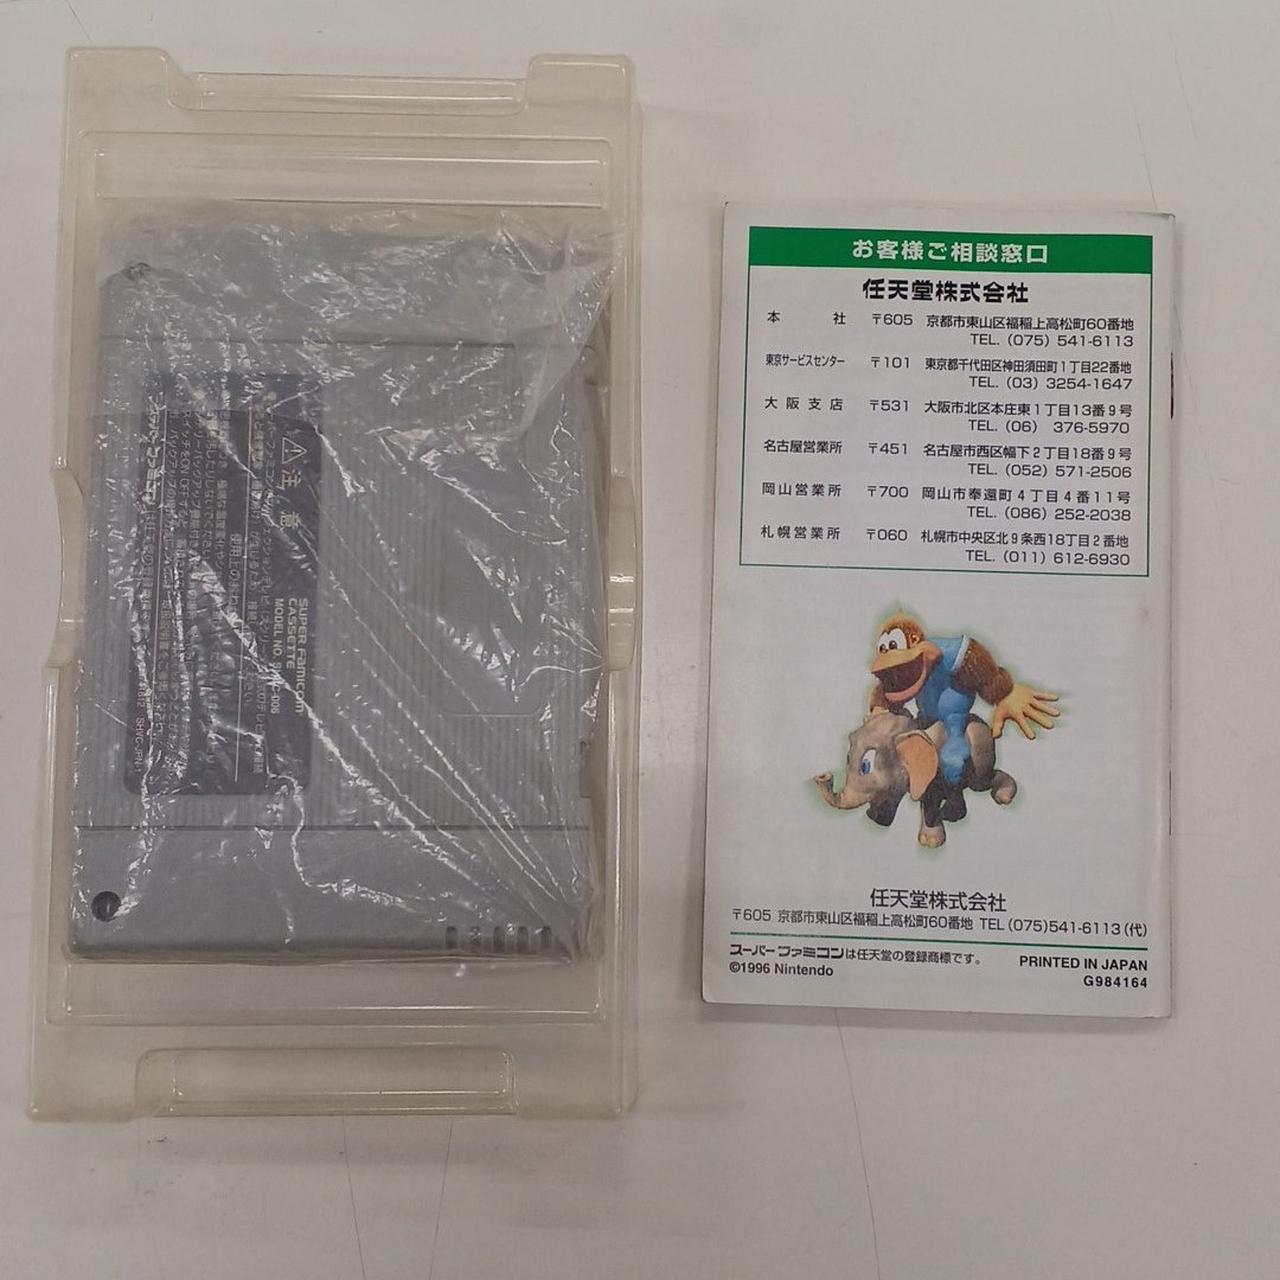 注意
SUPER Famicom
CASSETTE
MODEL NO. SHVC-006
お客様ご相談窓口
任天堂株式会社
本 社 〒605 京都市東山区福稲上高松町60番地
TEL. (075) 541-6113
東京サービスセンター 〒101 東京都千代田区神田須田町1丁目22番地
TEL. (03) 3254-1647
大阪支店 〒531 大阪市北区本庄東1丁目13番9号
TEL. (06) 376-5970
名古屋営業所 〒451 名古屋市西区幅下2丁目18番9号
TEL. (052) 571-2506
岡山営業所 〒700 岡山市奉還町4丁目4番11号
TEL. (086) 252-2038
札幌営業所 〒060 札幌市中央区北9条西18丁目2番地
TEL. (011) 612-6930
任天堂株式会社
〒605 京都市東山区福稲上高松町60番地 TEL (075)541-6113(代)
スーパーファミコンは任天堂の登録商標です。
©1996 Nintendo
PRINTED IN JAPAN
G984164